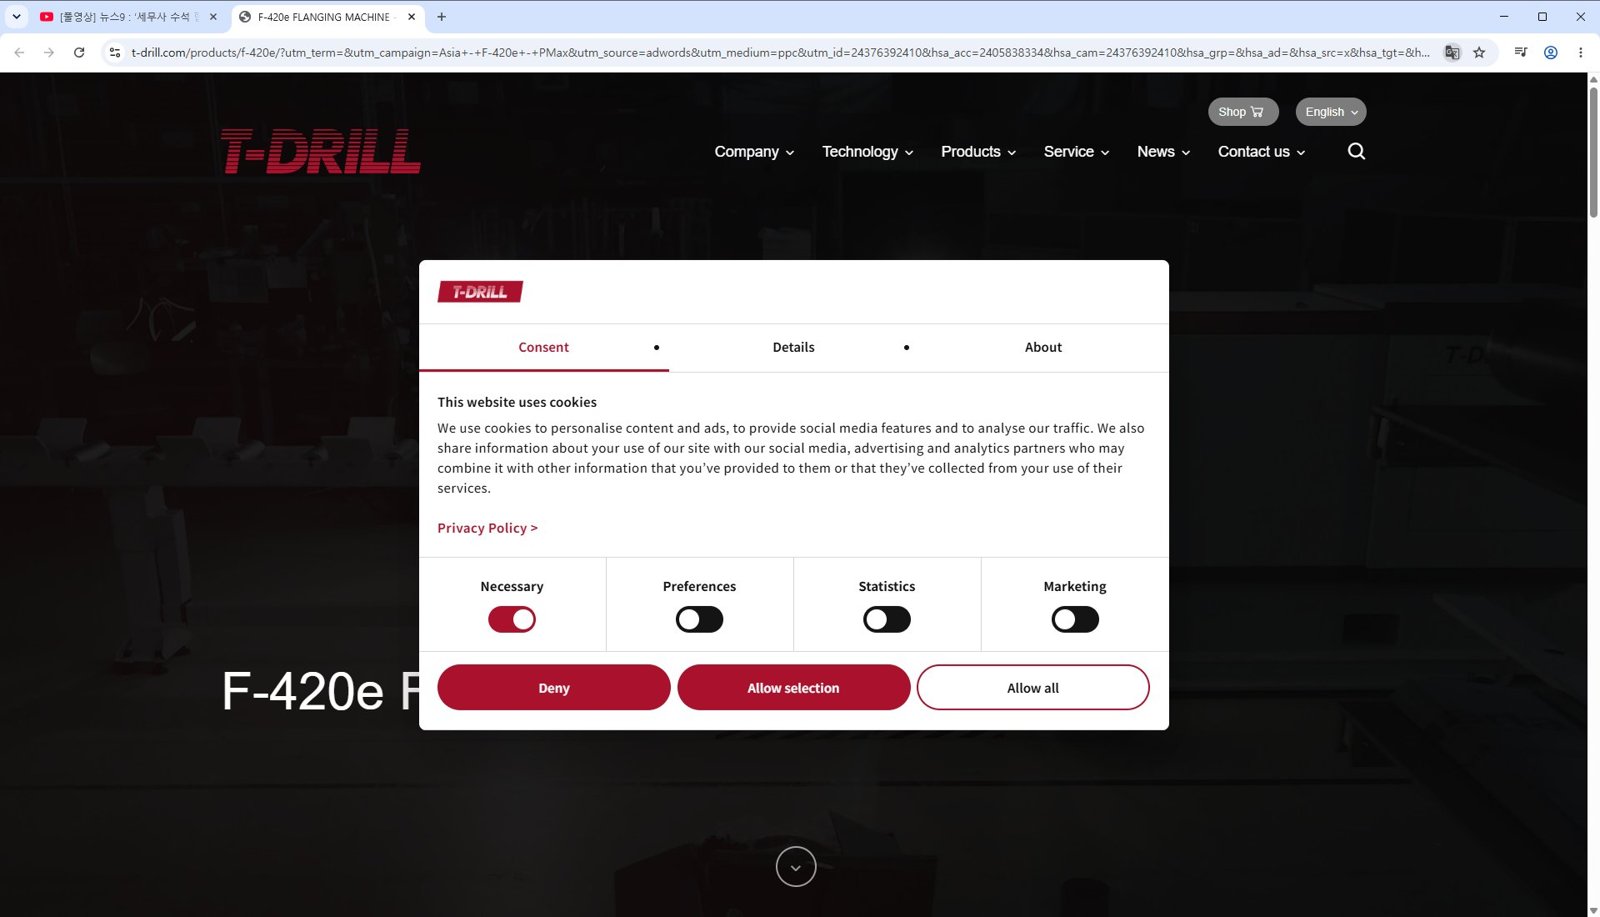 [풀영상] 뉴스9 : '세무사 수석
F-420e FLANGING MACHINE -
t-drill.com/products/f-420e/?utm_term=&utm_campaign=Asia+-+F-420e+-+PMax&utm_source=adwords&utm_medium=ppc&utm_id=24376392410&hsa_acc=2405838334&hsa_cam=24376392410&hsa_grp=&hsa_ad=&hsa_src=x&hsa_tgt=&h...
Shop
English
T-DRILL
Company
Technology
Products
Service
News
Contact us
T-DRILL
Consent
Details
About
This website uses cookies
We use cookies to personalise content and ads, to provide social media features and to analyse our traffic. We also
share information about your use of our site with our social media, advertising and analytics partners who may
combine it with other information that you’ve provided to them or that they’ve collected from your use of their
services.
Privacy Policy >
Necessary
Preferences
Statistics
Marketing
F-420e F
Deny
Allow selection
Allow all